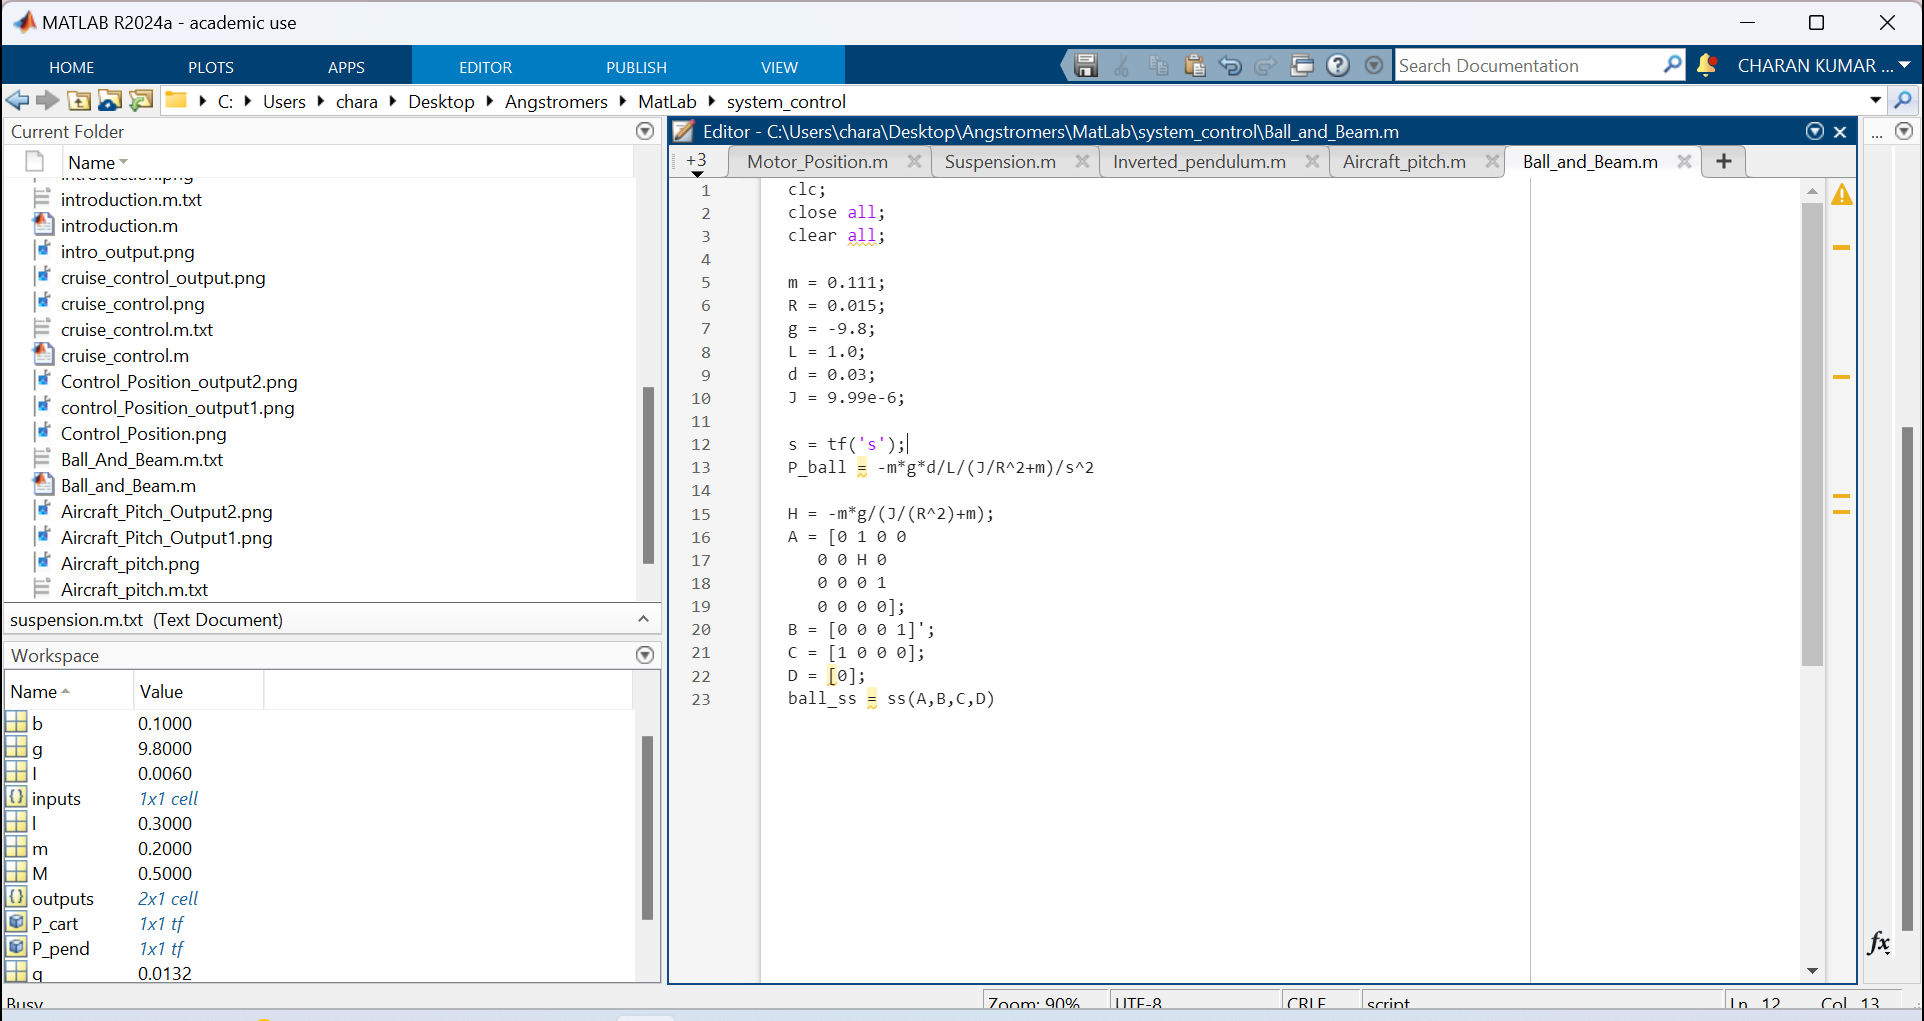 MATLAB R2024a - academic use
HOME PLOTS APPS EDITOR PUBLISH VIEW Search Documentation CHARAN KUMAR ...
C: Users chara Desktop Angstromers MatLab system_control
Current Folder
Name
introduction.png
introduction.m.txt
introduction.m
intro_output.png
cruise_control_output.png
cruise_control.png
cruise_control.m.txt
cruise_control.m
Control_Position_output2.png
control_Position_output1.png
Control_Position.png
Ball_And_Beam.m.txt
Ball_and_Beam.m
Aircraft_Pitch_Output2.png
Aircraft_Pitch_Output1.png
Aircraft_pitch.png
Aircraft_pitch.m.txt
suspension.m.txt (Text Document)
Workspace
Name Value
b 0.1000
g 9.8000
I 0.0060
inputs 1x1 cell
l 0.3000
m 0.2000
M 0.5000
outputs 2x1 cell
P_cart 1x1 tf
P_pend 1x1 tf
q 0.0132
Editor - C:\Users\chara\Desktop\Angstromers\MatLab\system_control\Ball_and_Beam.m
...
+3 Motor_Position.m Suspension.m Inverted_pendulum.m Aircraft_pitch.m Ball_and_Beam.m +
1 clc;
2 close all;
3 clear all;
4
5 m = 0.111;
6 R = 0.015;
7 g = -9.8;
8 L = 1.0;
9 d = 0.03;
10 J = 9.99e-6;
11
12 s = tf('s');
13 P_ball = -m*g*d/L/(J/R^2+m)/s^2
14
15 H = -m*g/(J/(R^2)+m);
16 A = [0 1 0 0
17 0 0 H 0
18 0 0 0 1
19 0 0 0 0];
20 B = [0 0 0 1]';
21 C = [1 0 0 0];
22 D = [0];
23 ball_ss = ss(A,B,C,D)
fx
Busy Zoom: 90% UTF-8 CRLF script Ln 12 Col 13